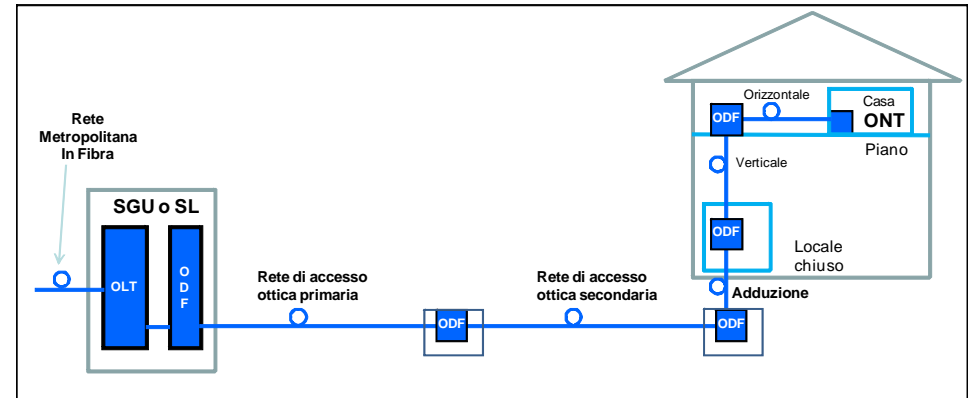 Rete
Metropolitana
In Fibra
SGU o SL
OLT
O
D
F
Rete di accesso
ottica primaria
ODF
Rete di accesso
ottica secondaria
ODF
Adduzione
Locale
chiuso
ODF
Verticale
ODF
Orizzontale
Casa
ONT
Piano